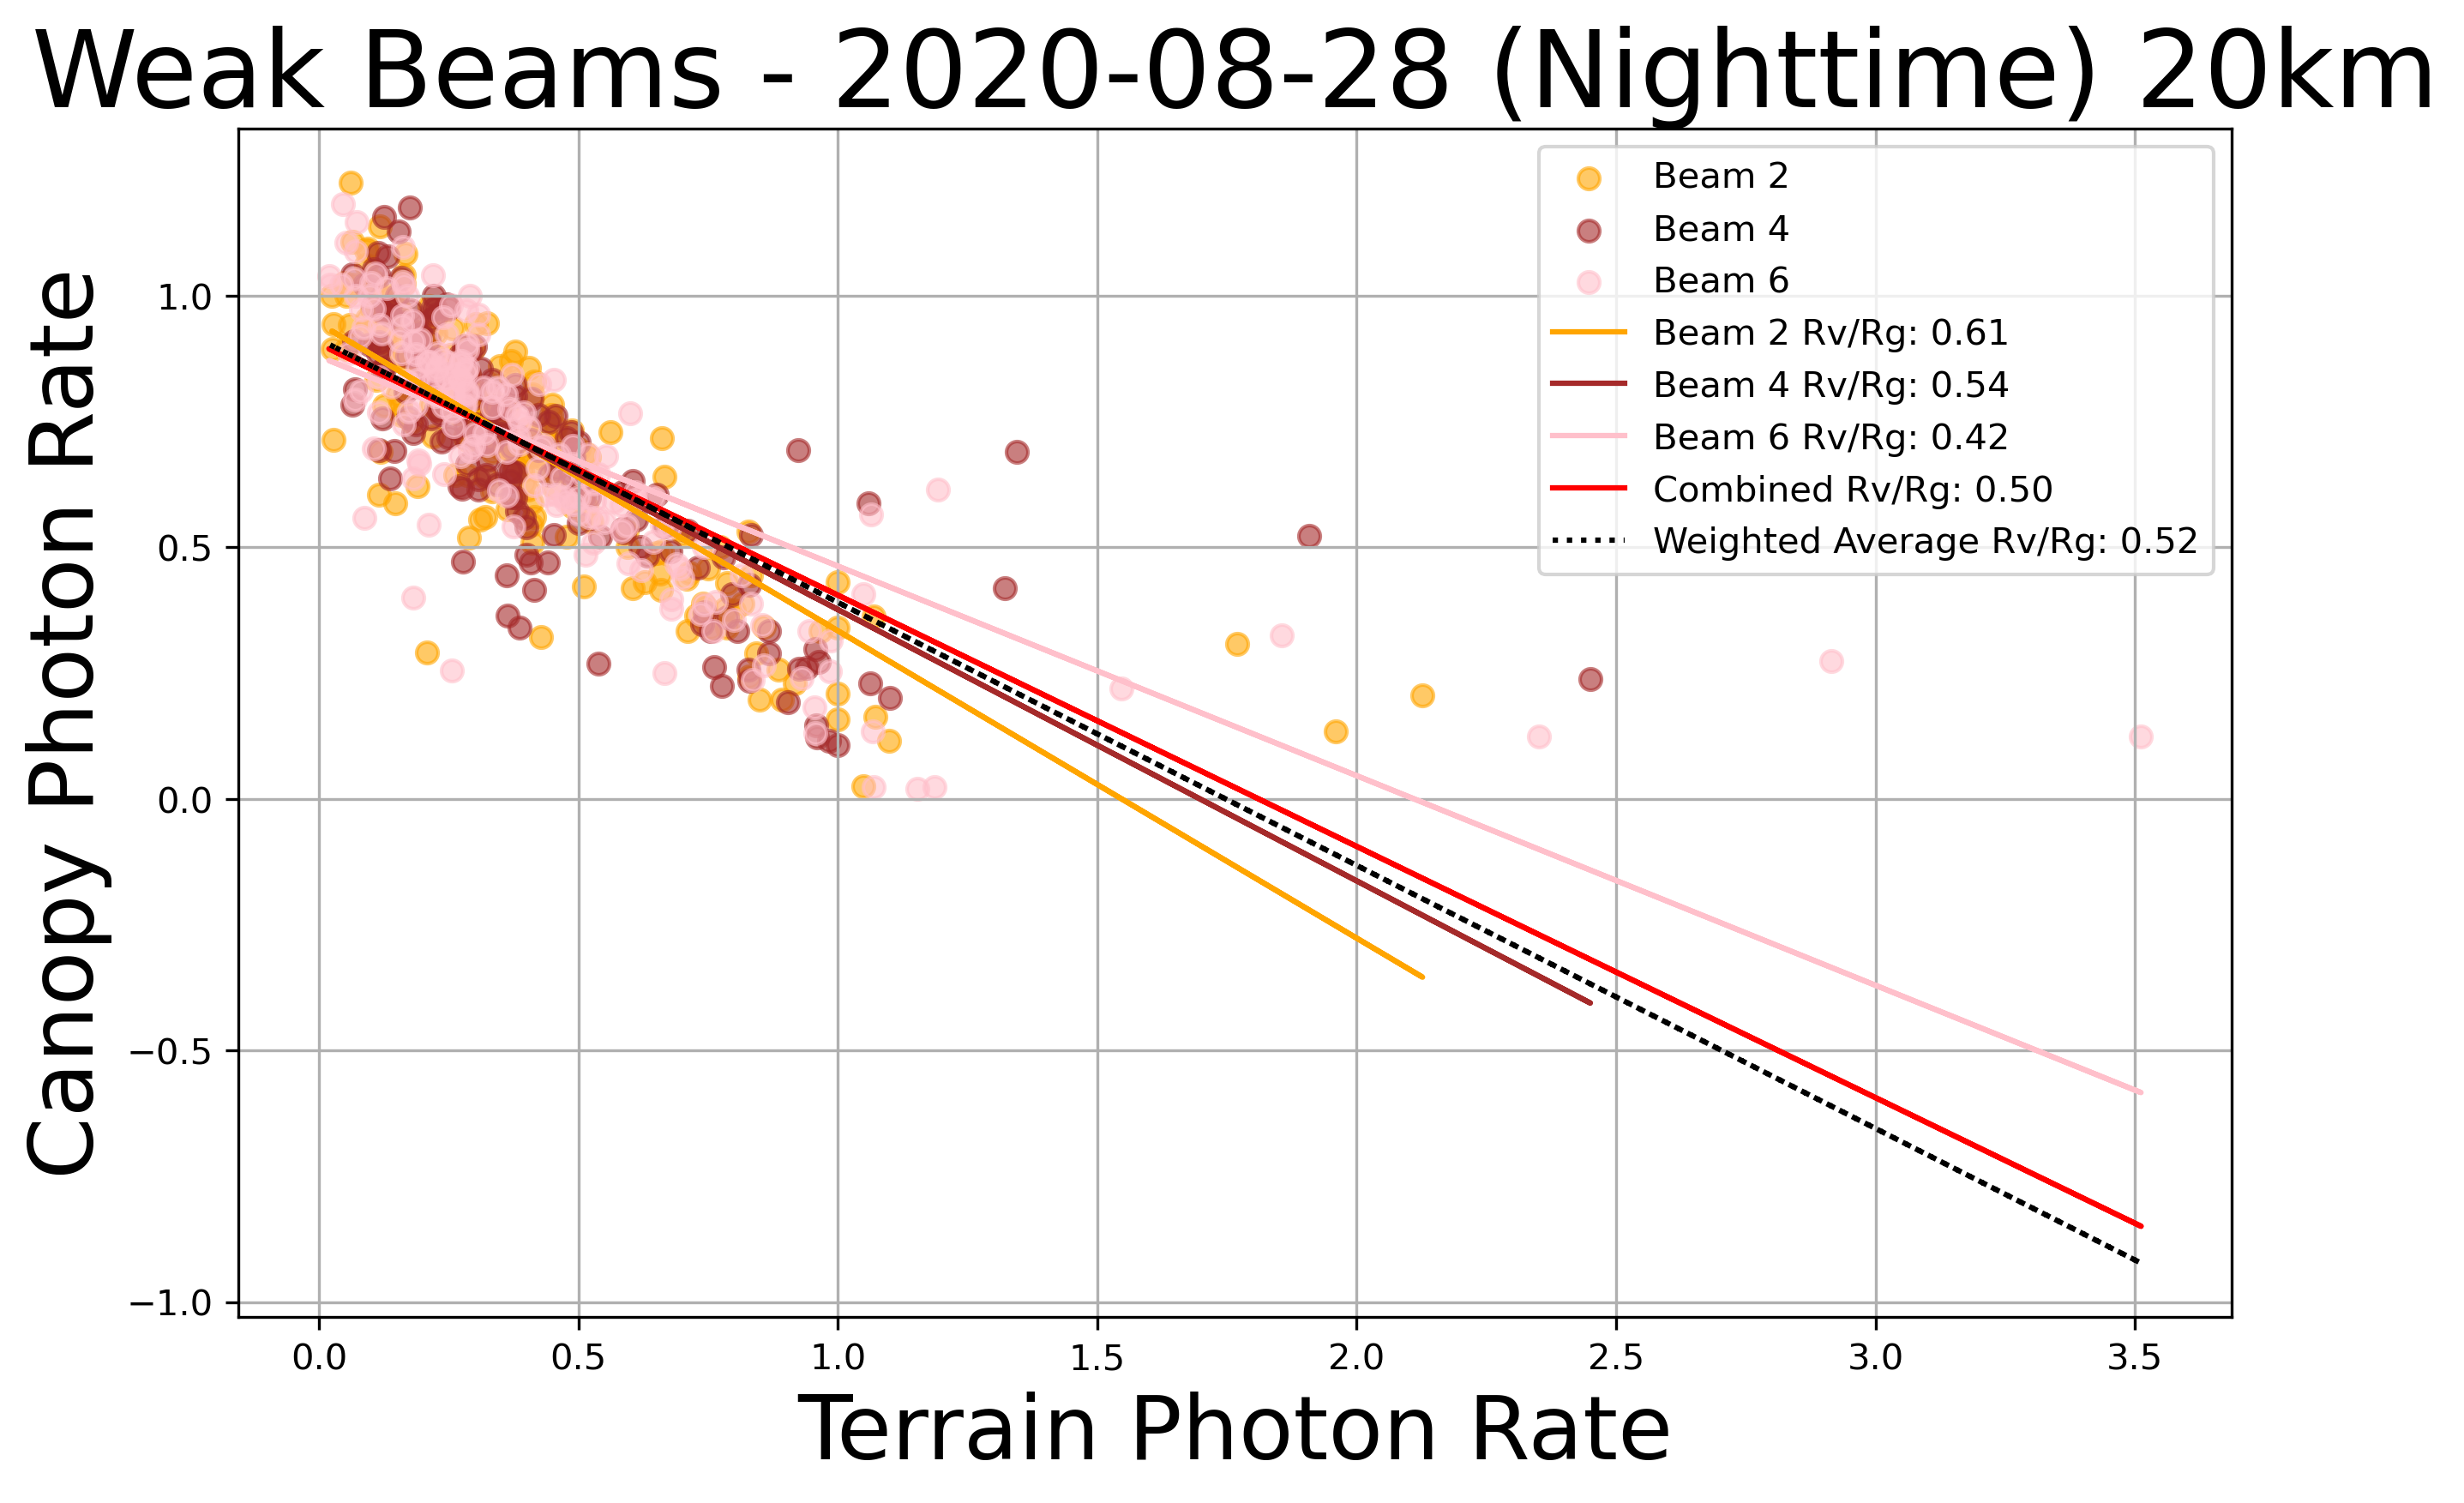 Weak Beams - 2020-08-28 (Nighttime) 20km
Canopy Photon Rate
1.0
0.5
0.0
−0.5
−1.0
Beam 2
Beam 4
Beam 6
Beam 2 Rv/Rg: 0.61
Beam 4 Rv/Rg: 0.54
Beam 6 Rv/Rg: 0.42
Combined Rv/Rg: 0.50
Weighted Average Rv/Rg: 0.52
0.0 0.5 1.0 1.5 2.0 2.5 3.0 3.5
Terrain Photon Rate